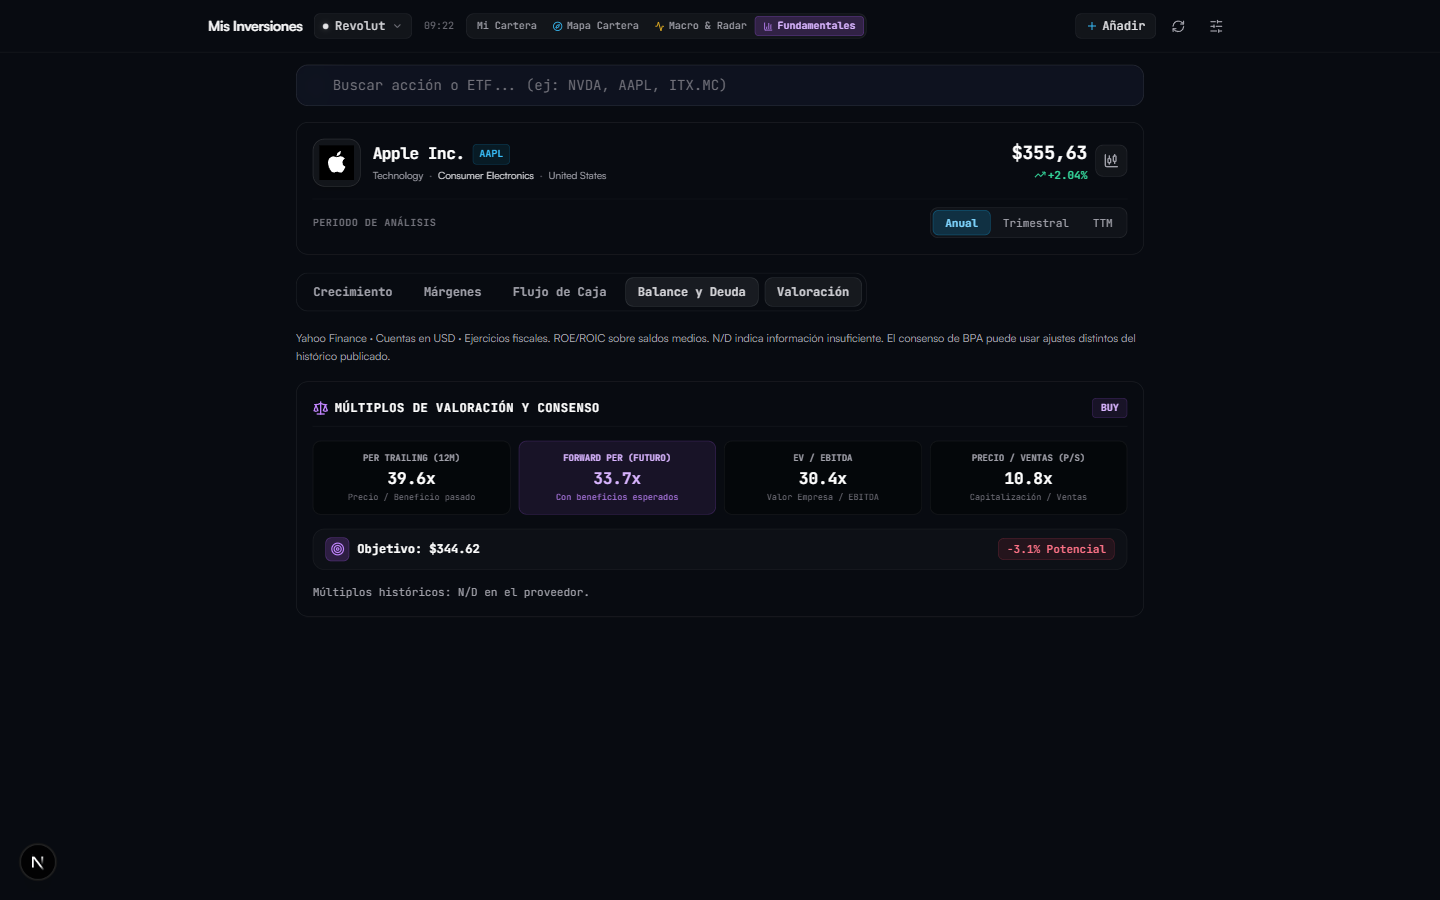 Mis Inversiones
Revolut
09:22
Mi Cartera
Mapa Cartera
Macro & Radar
Fundamentales
+ Añadir
Buscar acción o ETF... (ej: NVDA, AAPL, ITX.MC)
Apple Inc. AAPL
Technology · Consumer Electronics · United States
$355,63
+2.04%
PERIODO DE ANÁLISIS
Anual
Trimestral
TTM
Crecimiento
Márgenes
Flujo de Caja
Balance y Deuda
Valoración
Yahoo Finance · Cuentas en USD · Ejercicios fiscales. ROE/ROIC sobre saldos medios. N/D indica información insuficiente. El consenso de BPA puede usar ajustes distintos del
histórico publicado.
MÚLTIPLOS DE VALORACIÓN Y CONSENSO
BUY
PER TRAILING (12M)
39.6x
Precio / Beneficio pasado
FORWARD PER (FUTURO)
33.7x
Con beneficios esperados
EV / EBITDA
30.4x
Valor Empresa / EBITDA
PRECIO / VENTAS (P/S)
10.8x
Capitalización / Ventas
Objetivo: $344.62
-3.1% Potencial
Múltiplos históricos: N/D en el proveedor.
N